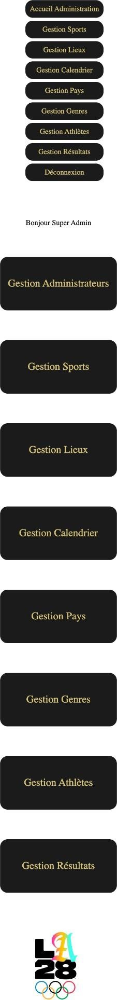 Accueil Administration
Gestion Sports
Gestion Lieux
Gestion Calendrier
Gestion Pays
Gestion Genres
Gestion Athlètes
Gestion Résultats
Déconnexion
Bonjour Super Admin
Gestion Administrateurs
Gestion Sports
Gestion Lieux
Gestion Calendrier
Gestion Pays
Gestion Genres
Gestion Athlètes
Gestion Résultats
LA
28